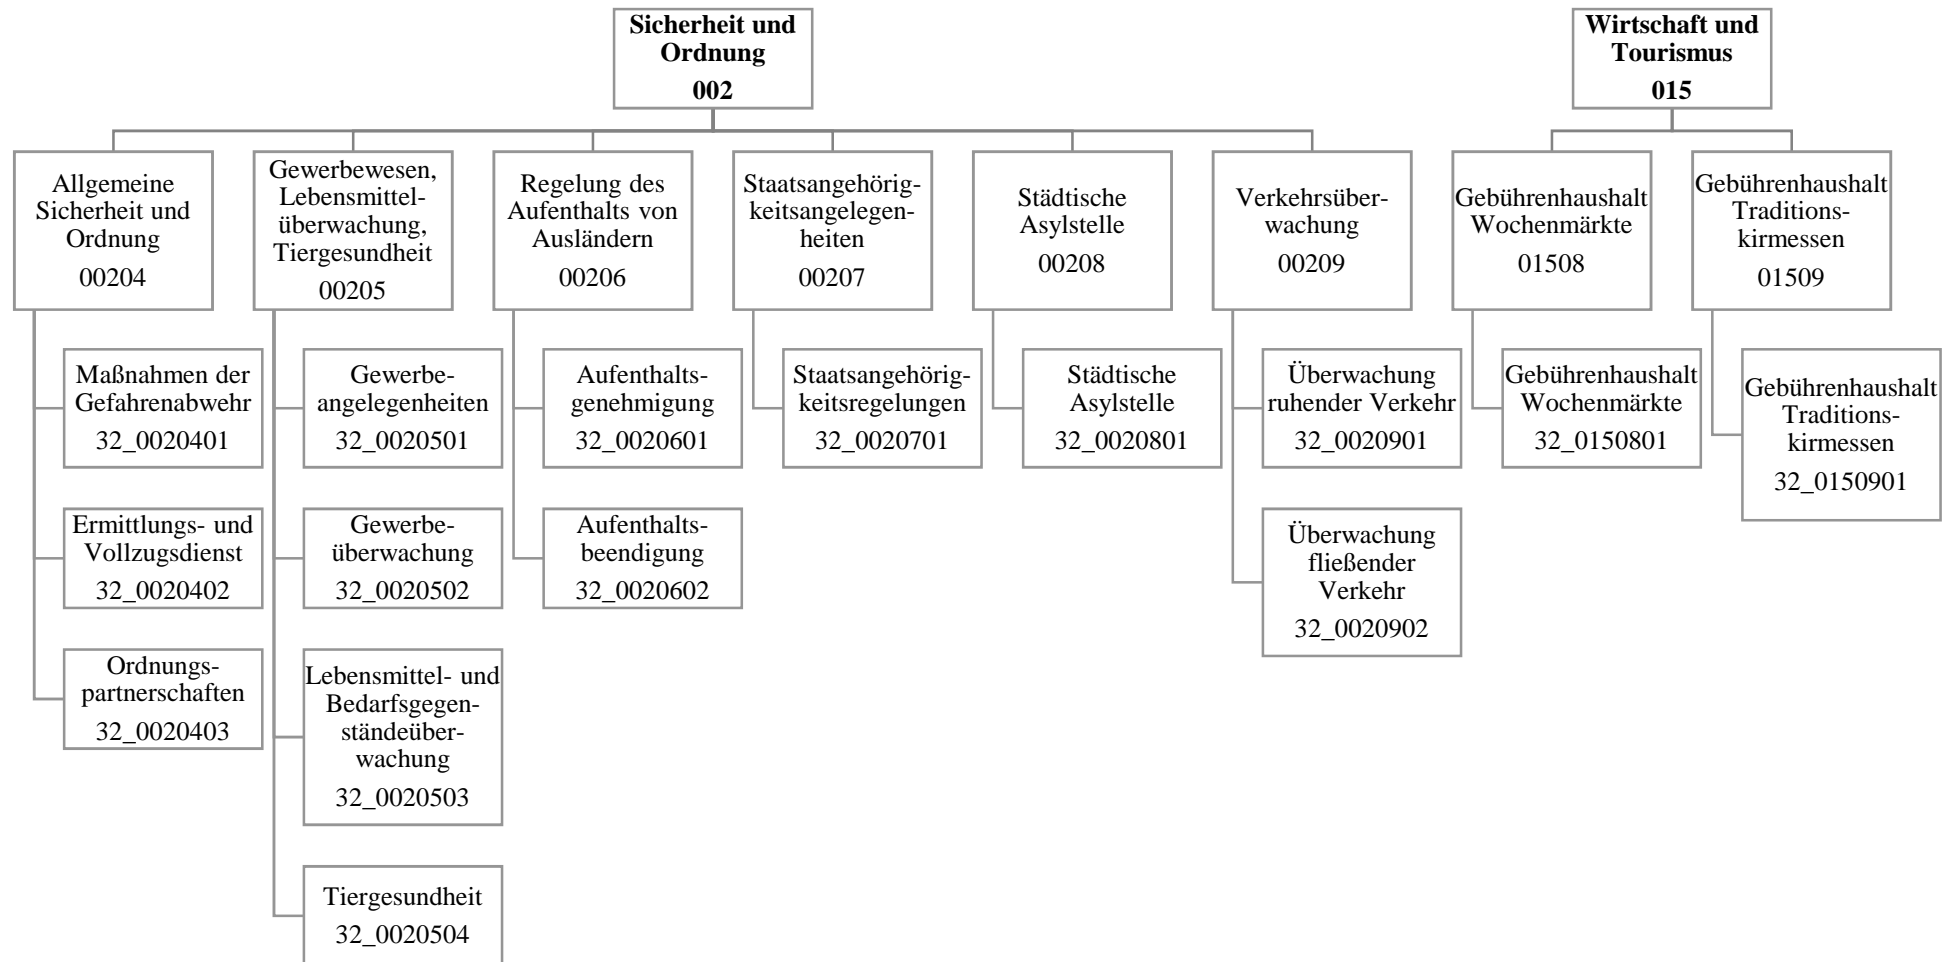 Sicherheit und
Ordnung
002
Wirtschaft und
Tourismus
015
Allgemeine
Sicherheit und
Ordnung
00204
Gewerbewesen,
Lebensmittel-
überwachung,
Tiergesundheit
00205
Regelung des
Aufenthalts von
Ausländern
00206
Staatsangehörig-
keitsangelegen-
heiten
00207
Städtische
Asylstelle
00208
Verkehrsüber-
wachung
00209
Gebührenhaushalt
Wochenmärkte
01508
Gebührenhaushalt
Traditions-
kirmessen
01509
Maßnahmen der
Gefahrenabwehr
32_0020401
Gewerbe-
angelegenheiten
32_0020501
Aufenthalts-
genehmigung
32_0020601
Staatsangehörig-
keitsregelungen
32_0020701
Städtische
Asylstelle
32_0020801
Überwachung
ruhender Verkehr
32_0020901
Gebührenhaushalt
Wochenmärkte
32_0150801
Gebührenhaushalt
Traditions-
kirmessen
32_0150901
Ermittlungs- und
Vollzugsdienst
32_0020402
Gewerbe-
überwachung
32_0020502
Aufenthalts-
beendigung
32_0020602
Überwachung
fließender
Verkehr
32_0020902
Ordnungs-
partnerschaften
32_0020403
Lebensmittel- und
Bedarfsgegen-
ständeüber-
wachung
32_0020503
Tiergesundheit
32_0020504